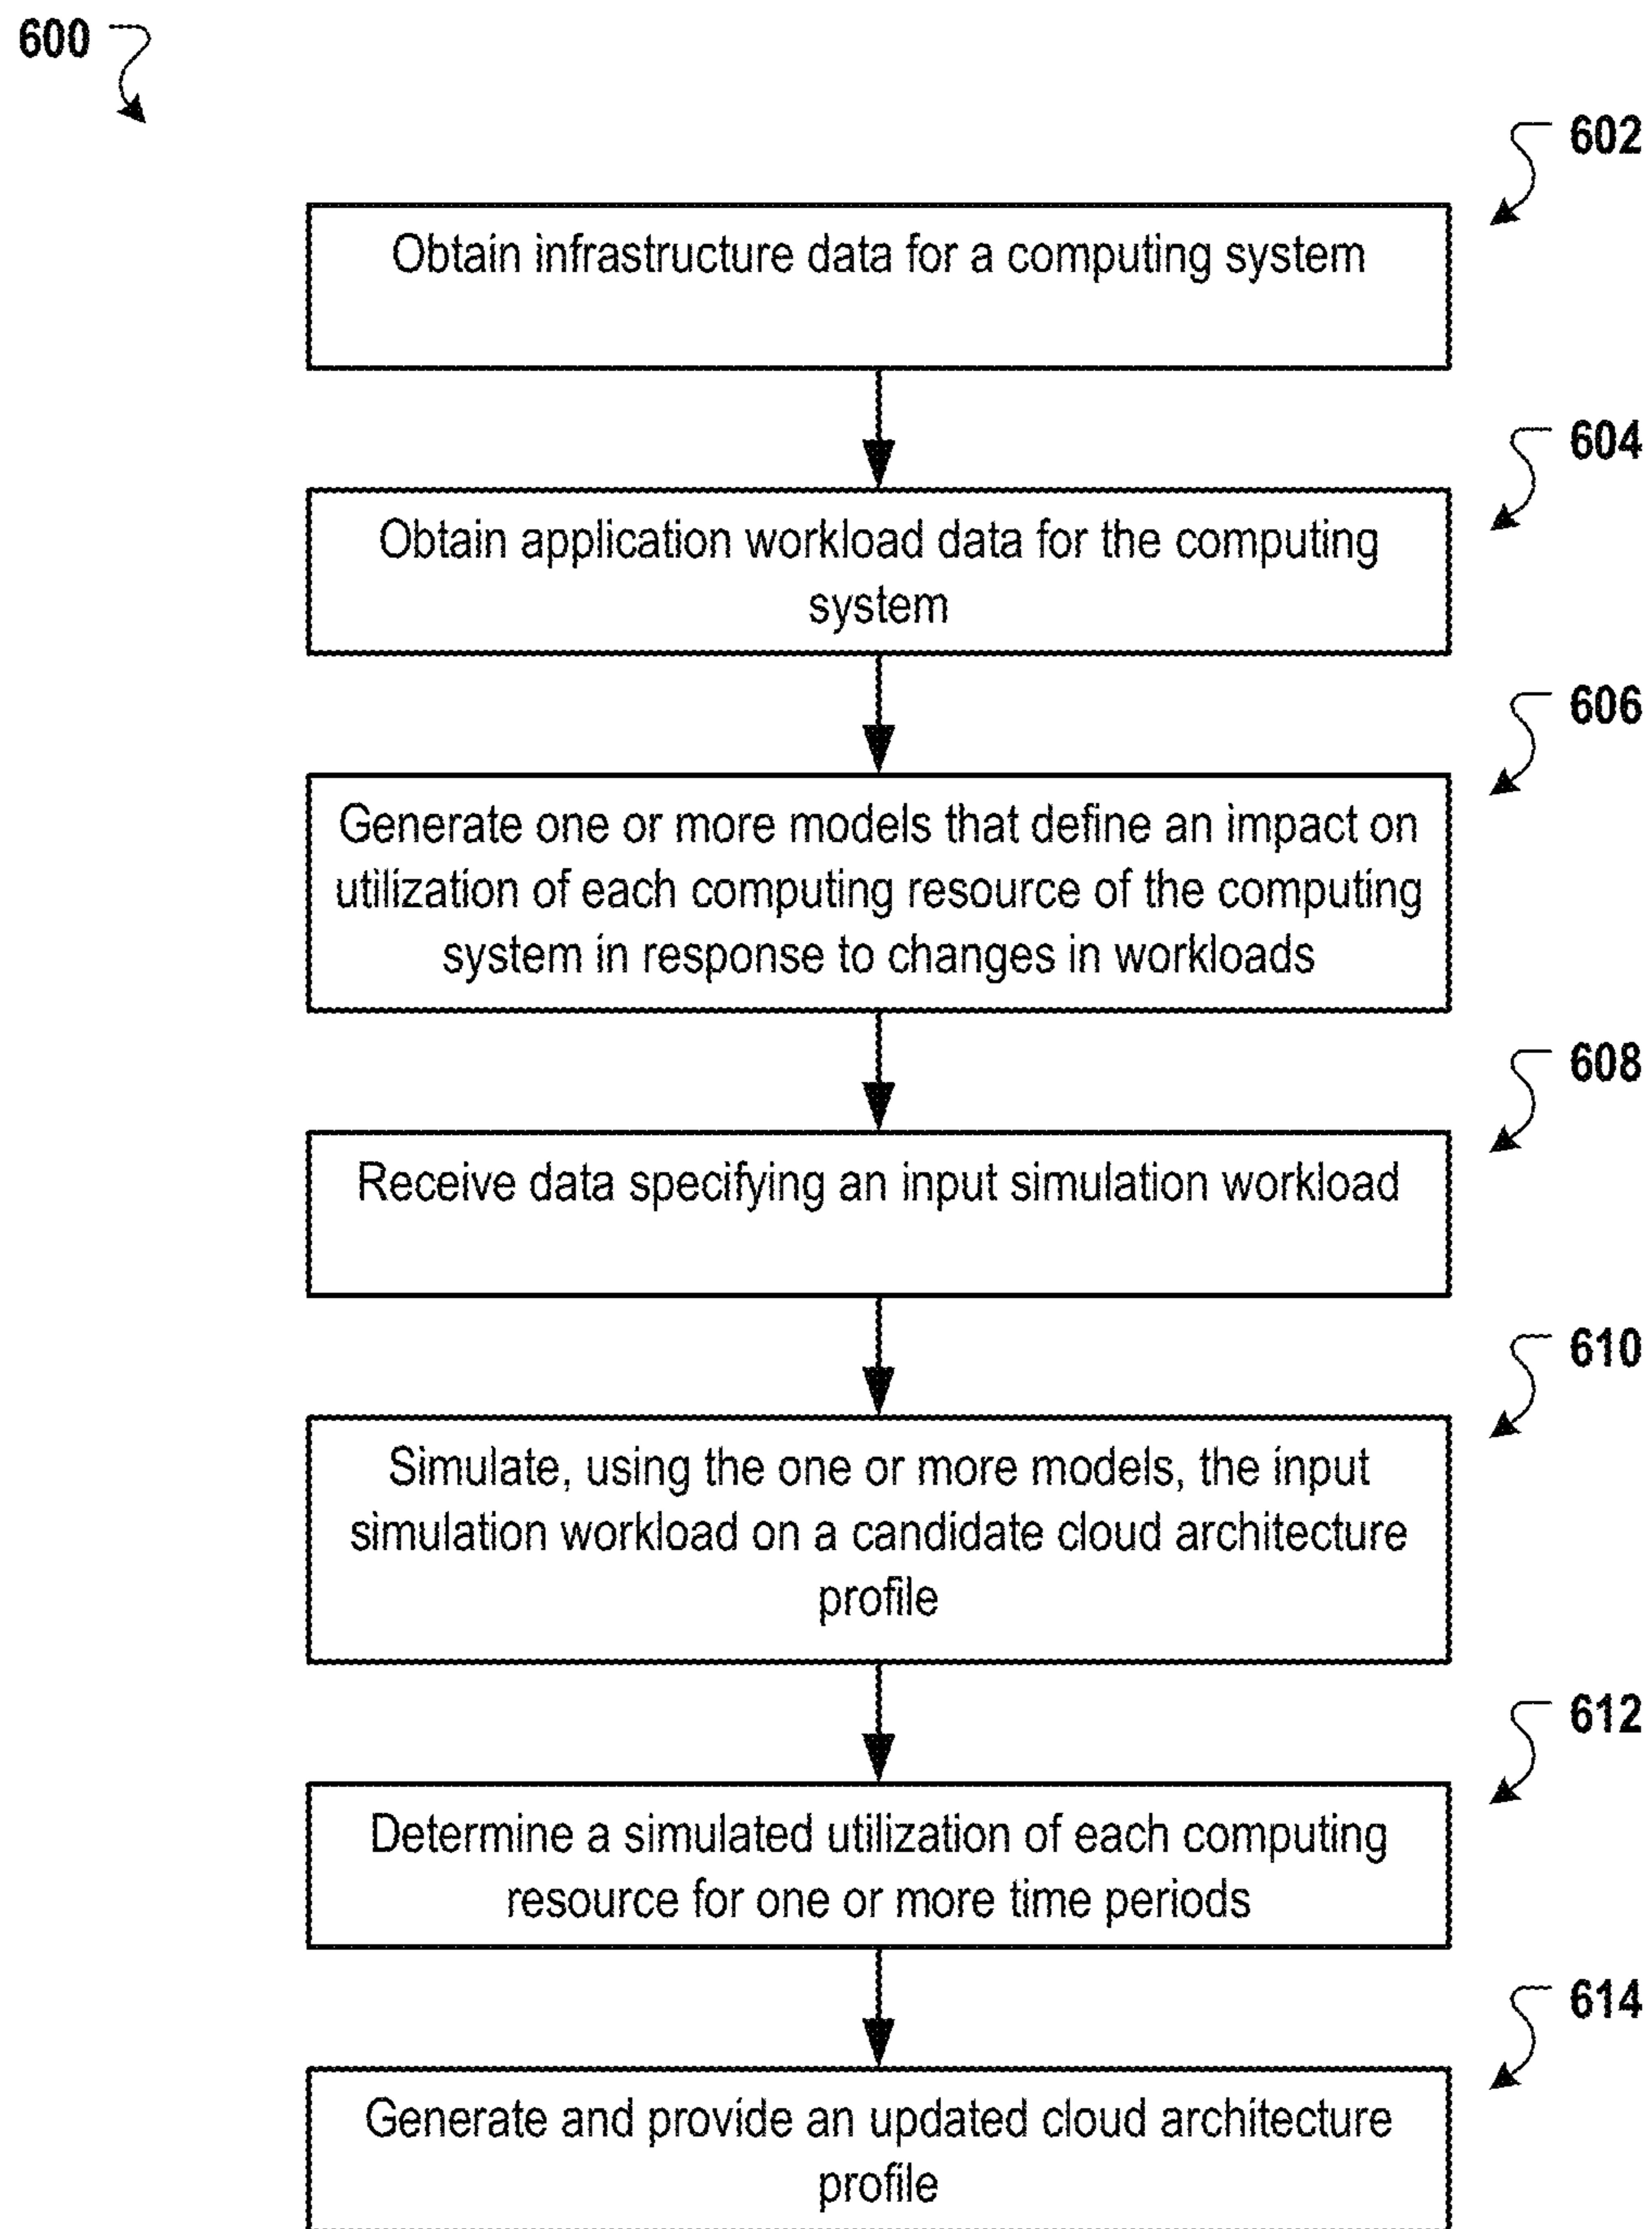 600
602
Obtain infrastructure data for a computing system
604
Obtain application workload data for the computing
system
606
Generate one or more models that define an impact on
utilization of each computing resource of the computing
system in response to changes in workloads
608
Receive data specifying an input simulation workload
610
Simulate, using the one or more models, the input
simulation workload on a candidate cloud architecture
profile
612
Determine a simulated utilization of each computing
resource for one or more time periods
614
Generate and provide an updated cloud architecture
profile